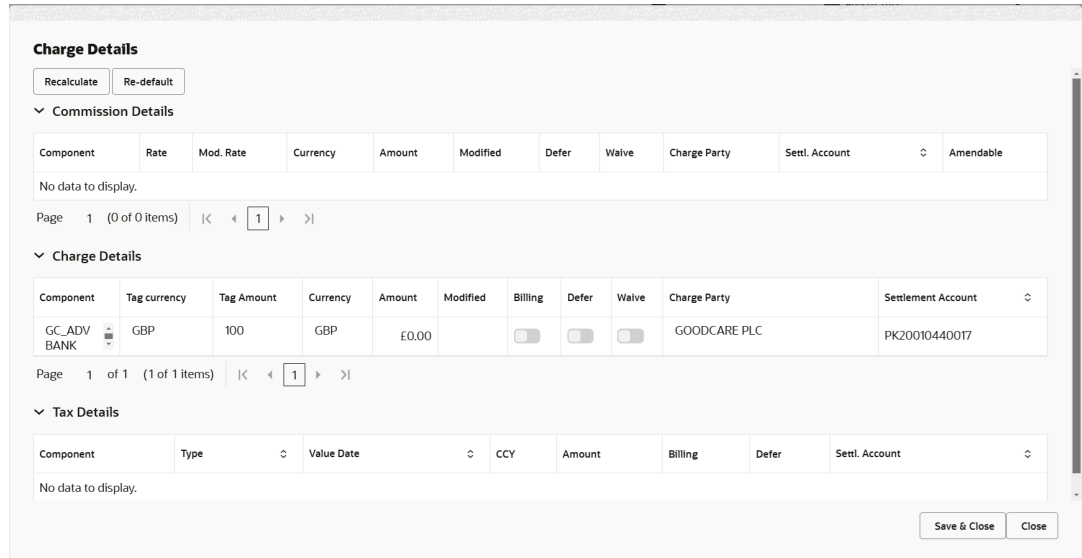 Charge Details
Recalculate Re-default
Commission Details
Component Rate Mod. Rate Currency Amount Modified Defer Waive Charge Party Settl. Account Amendable
No data to display.
Page 1 (0 of 0 items) 1
Charge Details
Component Tag currency Tag Amount Currency Amount Modified Billing Defer Waive Charge Party Settlement Account
GC_ADV GBP 100 GBP £0.00 GOODCARE PLC PK20010440017
BANK
Page 1 of 1 (1 of 1 items) 1
Tax Details
Component Type Value Date CCY Amount Billing Defer Settl. Account
No data to display.
Save & Close Close